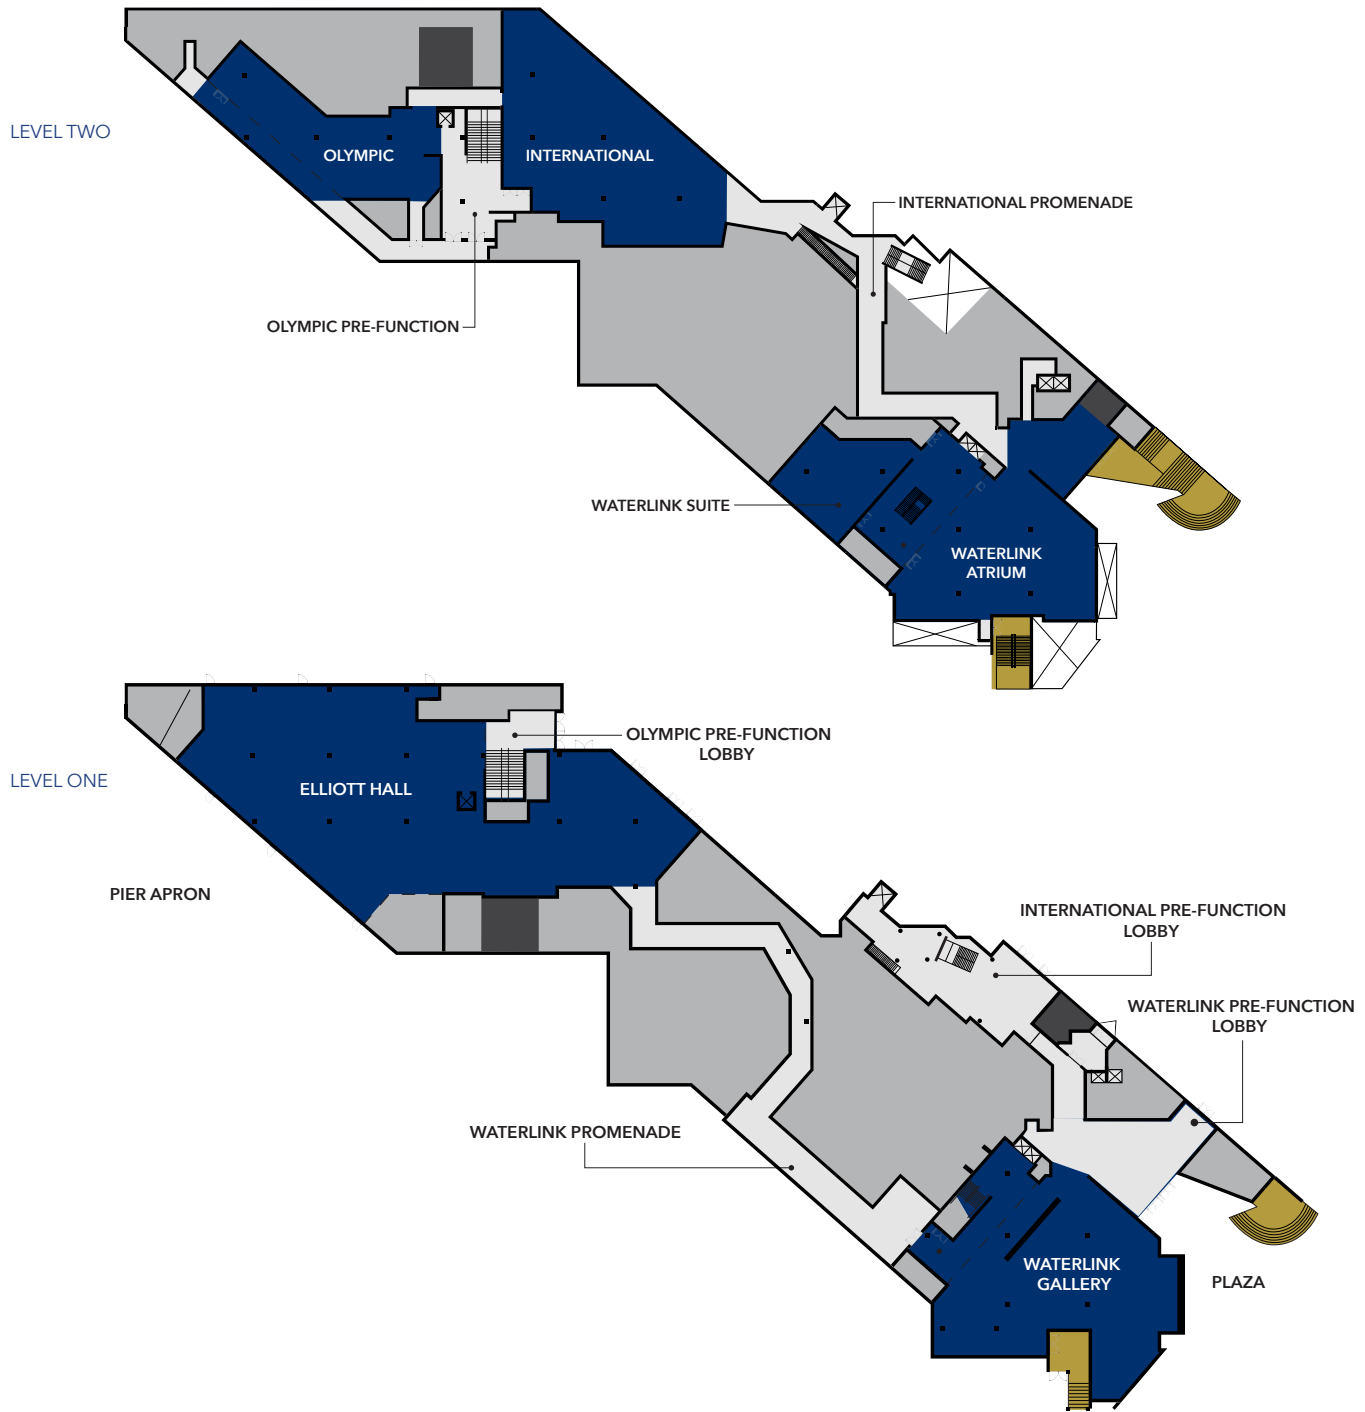 LEVEL TWO
OLYMPIC
INTERNATIONAL
INTERNATIONAL PROMENADE
OLYMPIC PRE-FUNCTION
WATERLINK SUITE
WATERLINK
ATRIUM
OLYMPIC PRE-FUNCTION
LOBBY
LEVEL ONE
ELLIOTT HALL
PIER APRON
INTERNATIONAL PRE-FUNCTION
LOBBY
WATERLINK PRE-FUNCTION
LOBBY
WATERLINK PROMENADE
WATERLINK
GALLERY
PLAZA